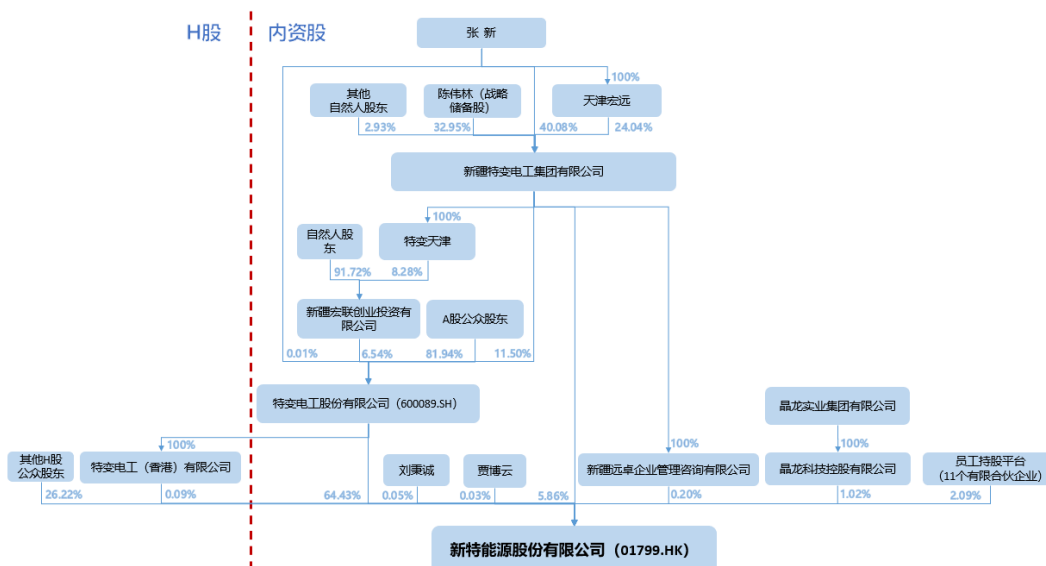 H股
内资股
张 新
100%
其他
自然人股东
陈伟林（战略
储备股）
天津宏远
2.93%
32.95%
40.08%
24.04%
新疆特变电工集团有限公司
100%
自然人股
东
特变天津
91.72%
8.28%
新疆宏联创业投资有
限公司
A股公众股东
0.01%
6.54%
81.94%
11.50%
特变电工股份有限公司（600089.SH）
晶龙实业集团有限公司
100%
100%
100%
其他H股
公众股东
特变电工（香港）有限公司
刘秉诚
贾博云
新疆远卓企业管理咨询有限公司
晶龙科技控股有限公司
员工持股平台
（11个有限合伙企业）
26.22%
0.09%
64.43%
0.05%
0.03%
5.86%
0.20%
1.02%
2.09%
新特能源股份有限公司（01799.HK）